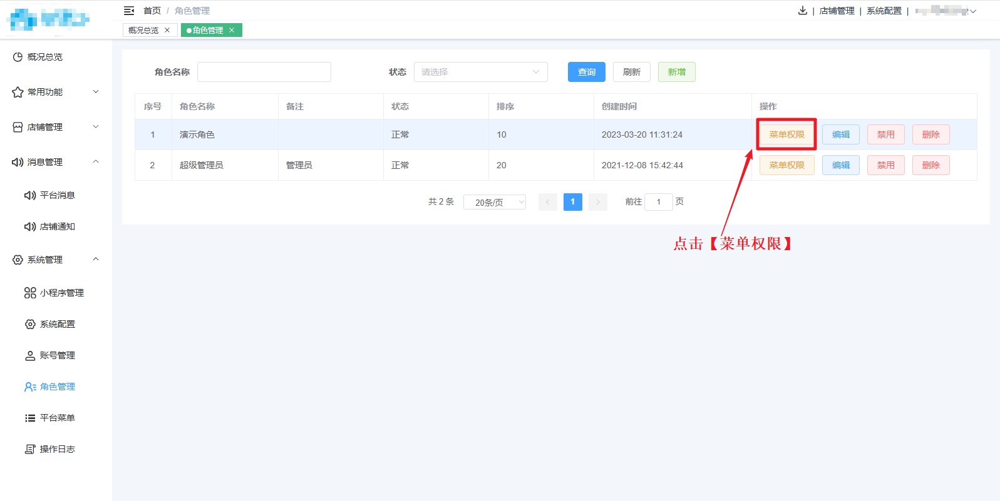 首页 / 角色管理
| 店铺管理 | 系统配置 |
概况总览 ×
角色管理 ×
概况总览
常用功能
店铺管理
消息管理
平台消息
店铺通知
系统管理
小程序管理
系统配置
账号管理
角色管理
平台菜单
操作日志
角色名称
状态 请选择 查询 刷新 新增
序号 角色名称 备注 状态 排序 创建时间 操作
1 演示角色 正常 10 2023-03-20 11:31:24 菜单权限 编辑 禁用 删除
2 超级管理员 管理员 正常 20 2021-12-08 15:42:44 菜单权限 编辑 禁用 删除
共 2 条 20条/页 1 前往 1 页
点击【菜单权限】